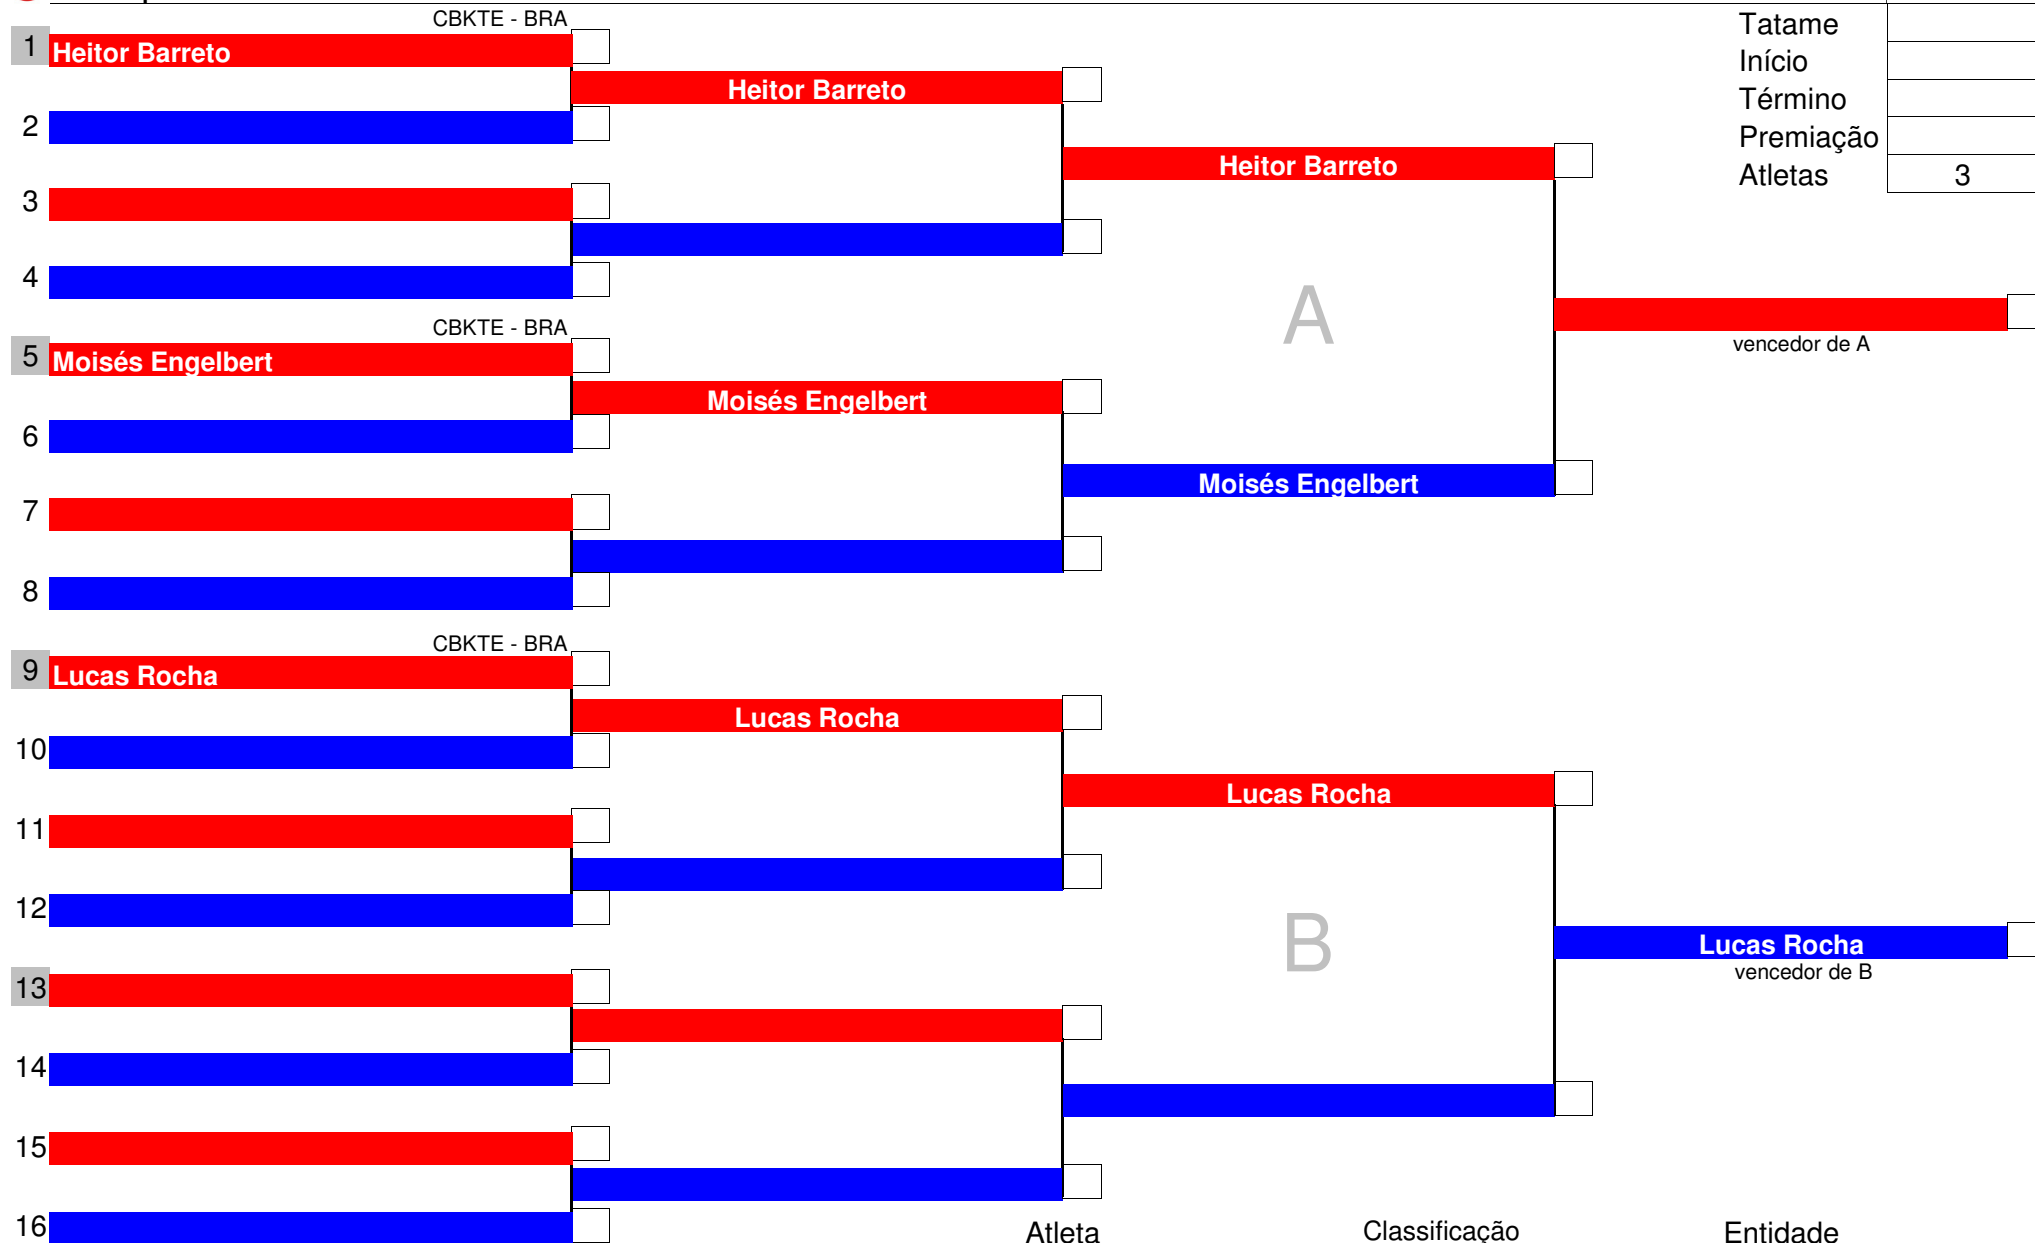 CBKTE - BRA
Tatame
1 Heitor Barreto
Heitor Barreto
Início
Término
2
Premiação
Heitor Barreto
Atletas 3
3
4
A
CBKTE - BRA
vencedor de A
5 Moisés Engelbert
Moisés Engelbert
6
Moisés Engelbert
7
8
CBKTE - BRA
9 Lucas Rocha
Lucas Rocha
10
Lucas Rocha
11
12
B
Lucas Rocha
vencedor de B
13
14
15
16
Atleta Classificação Entidade